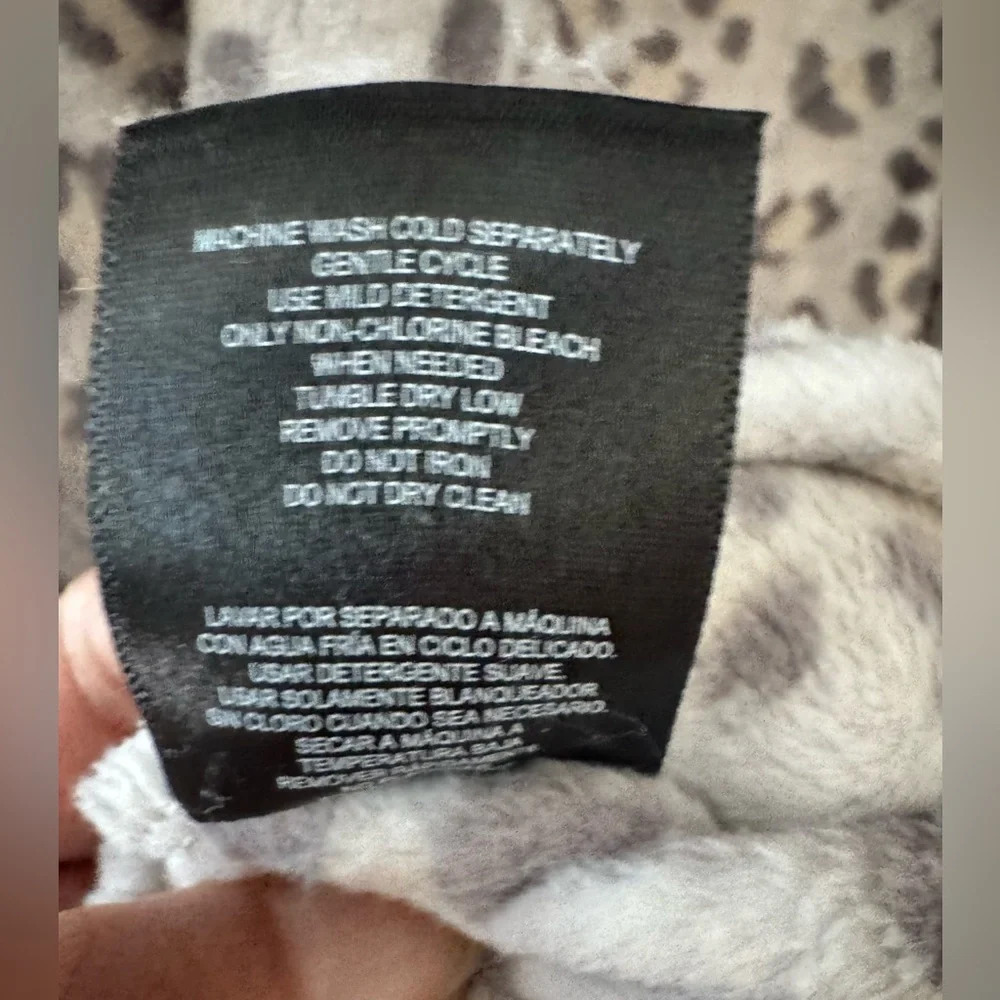 MACHINE WASH COLD SEPARATELY
GENTLE CYCLE
USE MILD DETERGENT
ONLY NON-CHLORINE BLEACH
WHEN NEEDED
TUMBLE DRY LOW
REMOVE PROMPTLY
DO NOT IRON
DO NOT DRY CLEAN
LAVAR POR SEPARADO A MÁQUINA
CON AGUA FRÍA EN CICLO DELICADO.
USAR DETERGENTE SUAVE.
USAR SOLAMENTE BLANQUEADOR
SIN CLORO CUANDO SEA NECESARIO.
SECAR A MÁQUINA A
TEMPERATURA BAJA
REMOVER